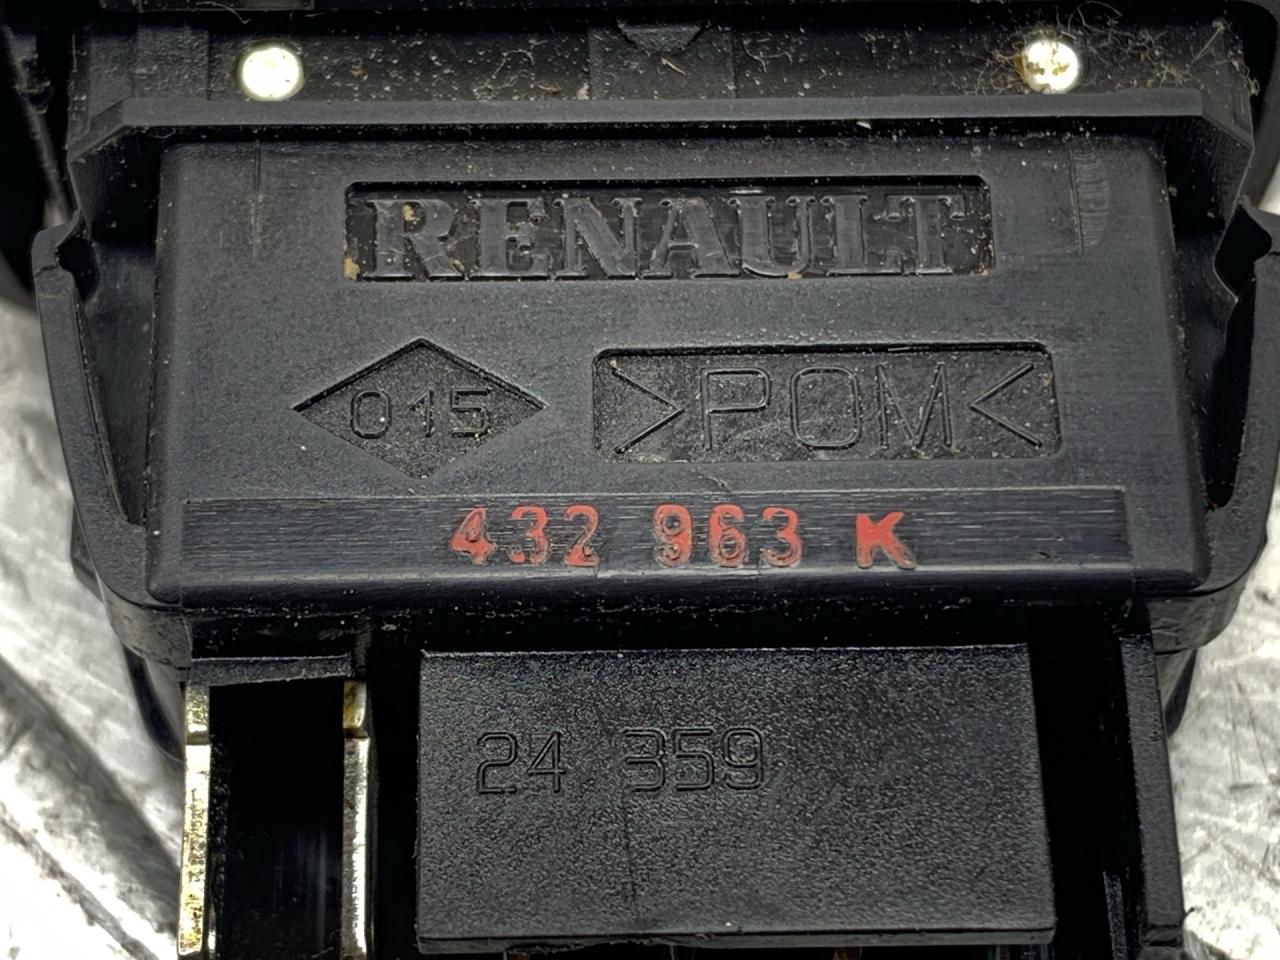 RENAULT
015 >POM<
432 963 K
24 359